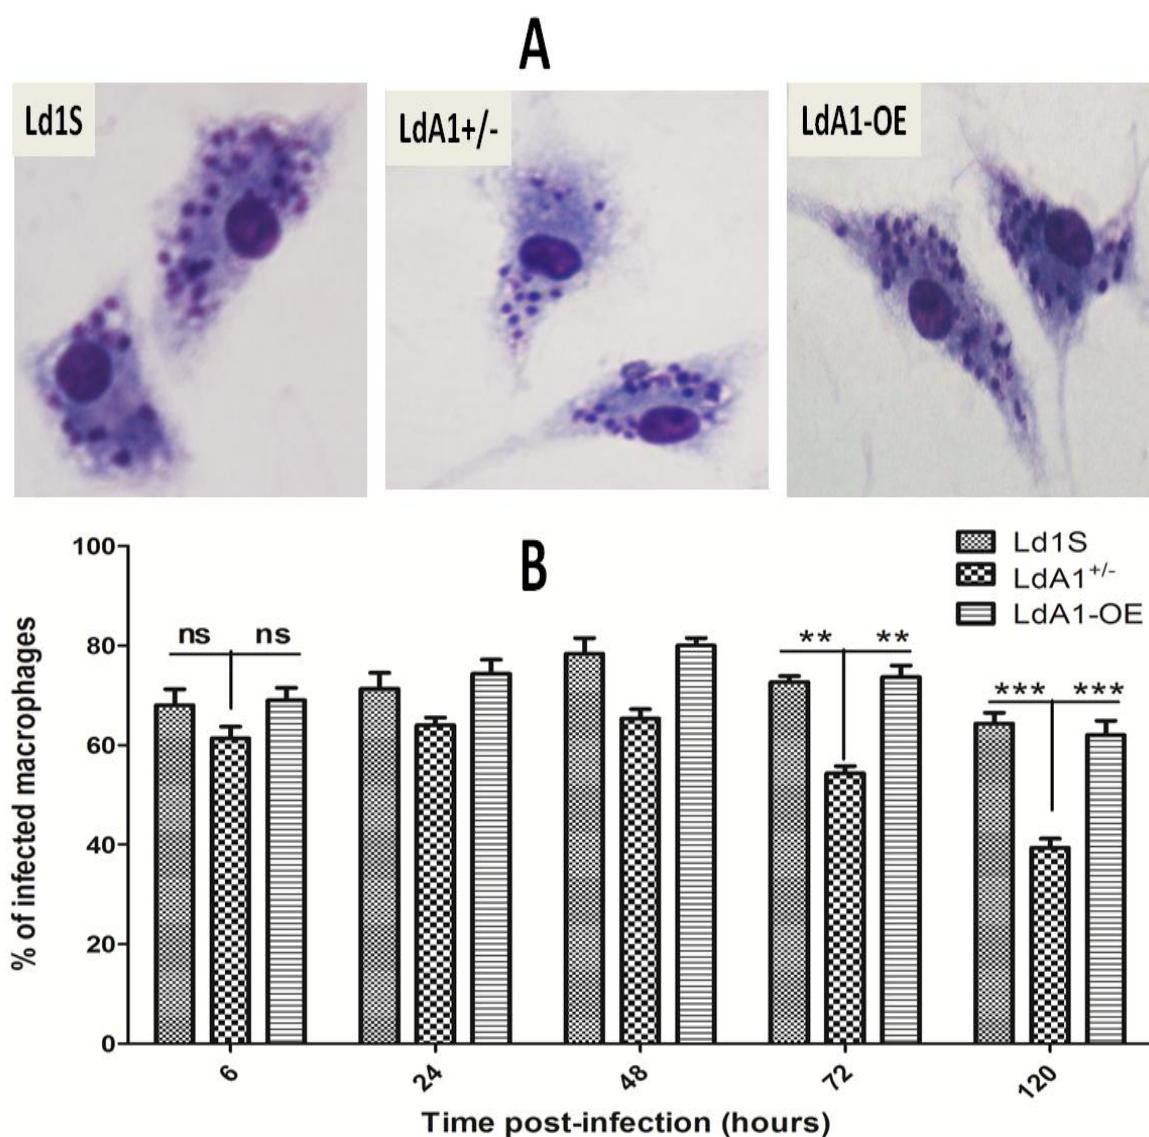 A
Ld1S
LdA1+/-
LdA1-OE
B
Ld1S
LdA1+/-
LdA1-OE
% of infected macrophages
100
80
60
40
20
0
ns ns
** **
*** ***
6 24 48 72 120
Time post-infection (hours)